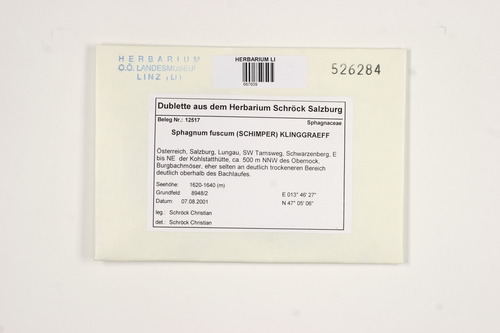 HERBARIUM
O.Ö. LANDESMUSEUM
LINZ (LI)
HERBARIUM LI
526284
Dublette aus dem Herbarium Schröck Salzburg
Beleg Nr.: 12517
Sphagnaceae
Sphagnum fuscum (SCHIMPER) KLINGGRAEFF
Österreich, Salzburg, Lungau, SW Tamsweg, Schwarzenberg, E
bis NE der Kohlstatthütte, ca. 500 m NNW des Obernock,
Burgbachmöser, eher selten an deutlich trockeneren Bereich
deutlich oberhalb des Bachlaufes.
Seehöhe: 1620-1640 (m)
Grundfeld: 8948/2 E 013° 46' 27"
Datum: 07.08.2001 N 47° 05' 06"
leg.: Schröck Christian
det.: Schröck Christian